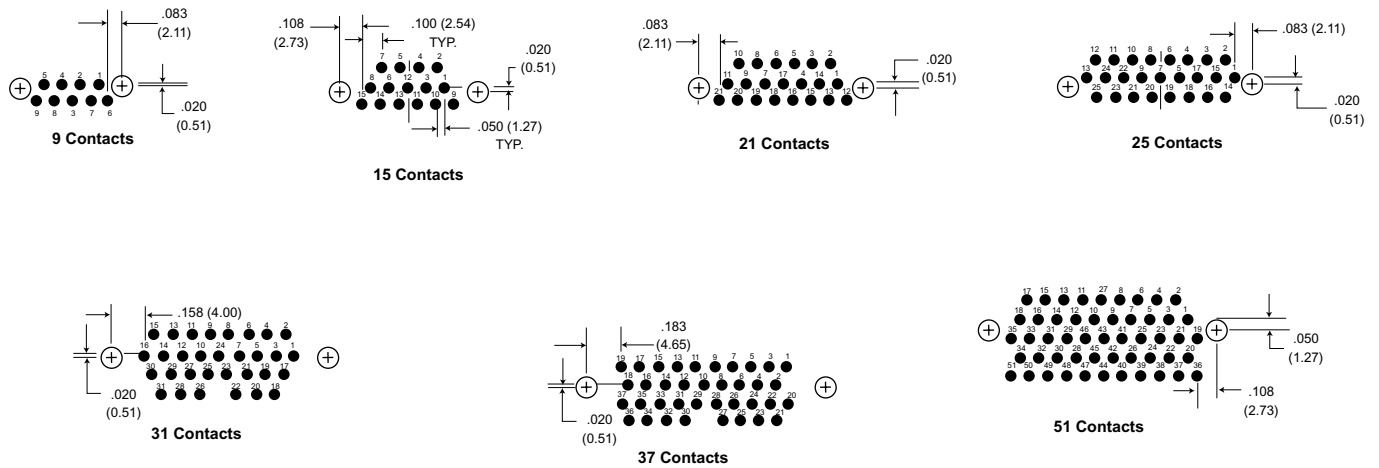 .083
(2.11)
5 4 2 1
9 8 3 7 6
.020
(0.51)
9 Contacts
.108
(2.73)
.100 (2.54)
TYP.
.020
(0.51)
7 5 4 2
8 6 12 3 1
15 14 13 11 10 9
.050 (1.27)
TYP.
15 Contacts
.083
(2.11)
.020
(0.51)
10 8 6 5 3 2
11 9 7 17 4 14 1
21 20 19 18 16 15 13 12
21 Contacts
.083 (2.11)
12 11 10 8 6 4 3 2
13 24 22 9 7 5 17 15 1
25 23 21 20 19 18 16 14
.020
(0.51)
25 Contacts
.158 (4.00)
15 13 11 9 8 6 4 2
16 14 12 10 24 7 5 3 1
30 29 27 25 23 21 19 17
31 28 26 22 20 18
.020
(0.51)
31 Contacts
.183
(4.65)
19 17 15 13 11 9 7 5 3 1
18 16 14 12 10 8 6 4 2
37 35 33 31 29 28 26 24 22 20
36 34 32 30 27 25 23 21
.020
(0.51)
37 Contacts
17 15 13 11 27 8 6 4 2
18 16 14 12 10 9 7 5 3 1
35 33 31 29 46 43 41 25 23 21 19
34 32 30 28 45 42 26 24 22 20
51 50 49 48 47 44 40 39 38 37 36
.050
(1.27)
.108
(2.73)
51 Contacts